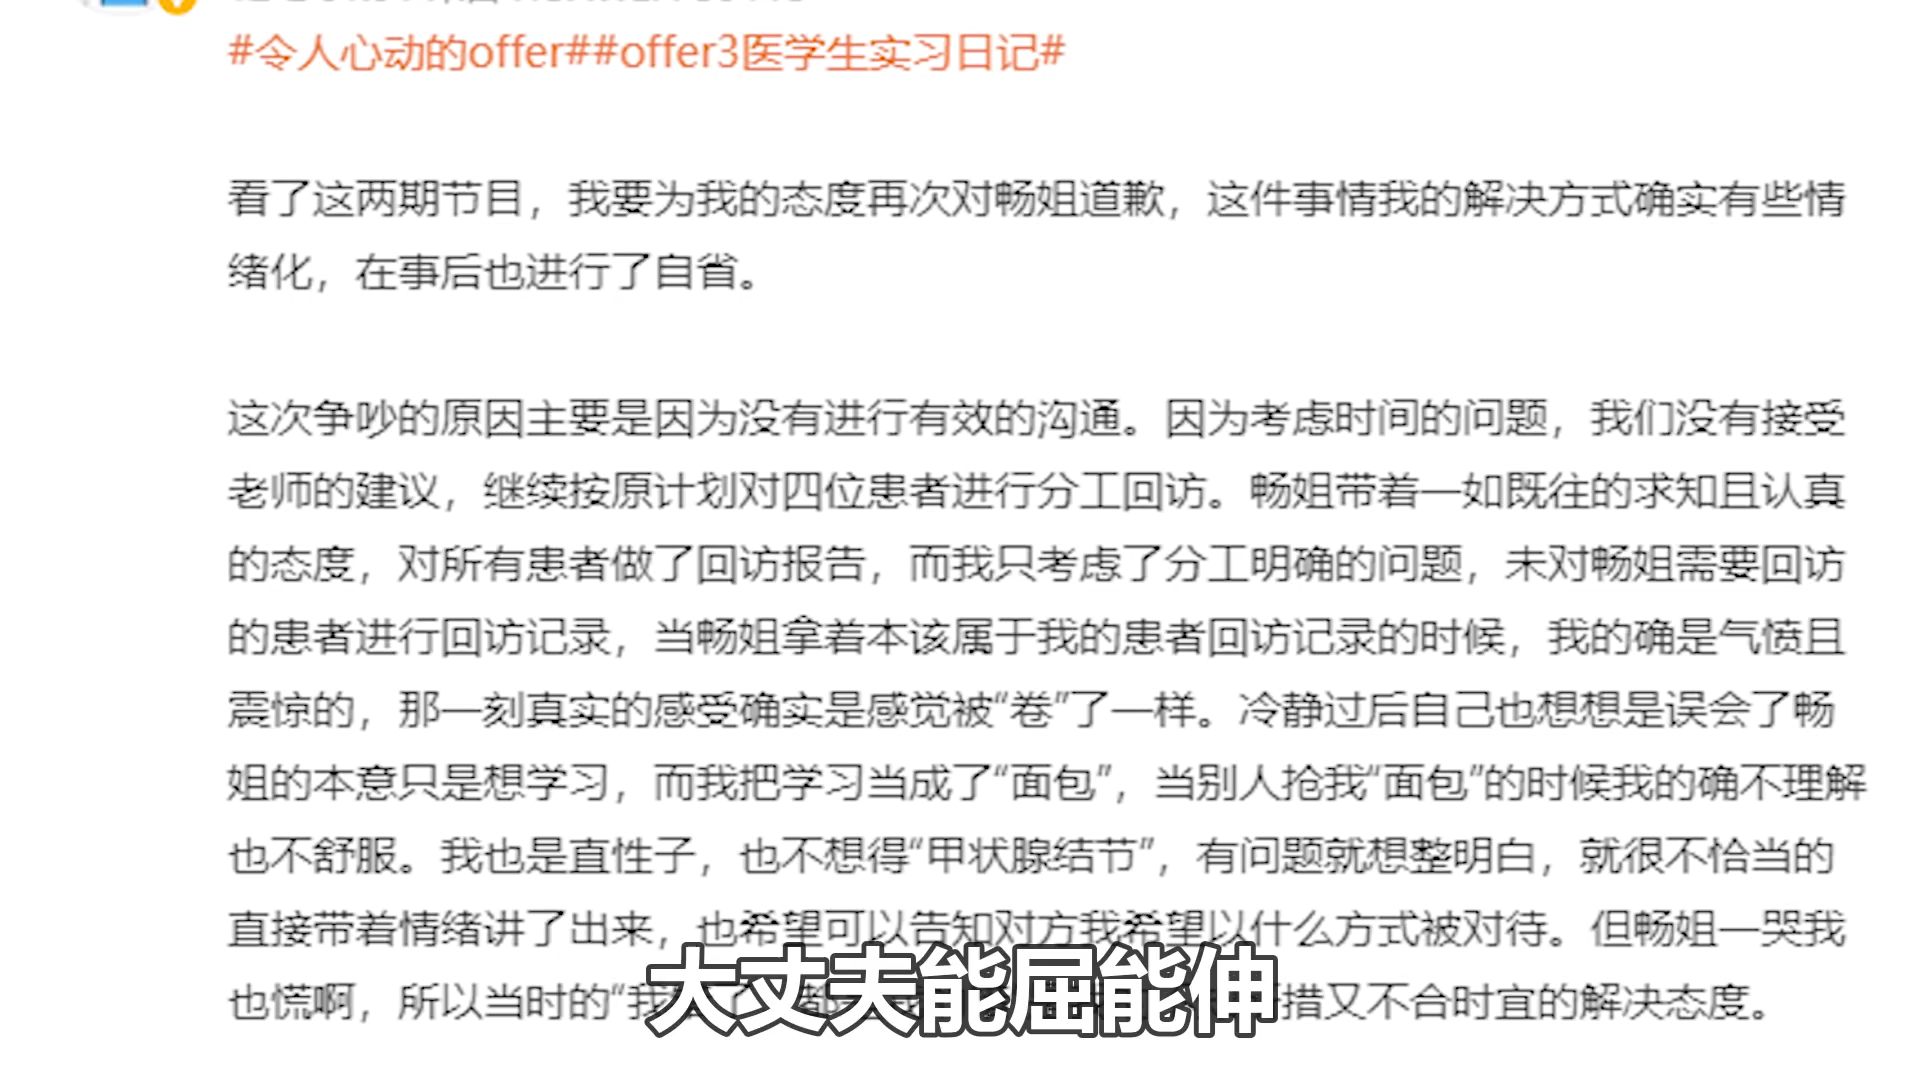 #令人心动的offer##offer3医学生实习日记#
看了这两期节目，我要为我的态度再次对畅姐道歉，这件事情我的解决方式确实有些情
绪化，在事后也进行了自省。
这次争吵的原因主要是因为没有进行有效的沟通。因为考虑时间的问题，我们没有接受
老师的建议，继续按原计划对四位患者进行分工回访。畅姐带着一如既往的求知且认真
的态度，对所有患者做了回访报告，而我只考虑了分工明确的问题，未对畅姐需要回访
的患者进行回访记录，当畅姐拿着本该属于我的患者回访记录的时候，我的确是气愤且
震惊的，那一刻真实的感受确实是感觉被“卷”了一样。冷静过后自己也想想是误会了畅
姐的本意只是想学习，而我把学习当成了“面包”，当别人抢我“面包”的时候我的确不理解
也不舒服。我也是直性子，也不想得“甲状腺结节”，有问题就想整明白，就很不恰当的
直接带着情绪讲了出来，也希望可以告知对方我希望以什么方式被对待。但畅姐一哭我
也慌啊，所以当时的“我 措又不合时宜的解决态度。
大丈夫能屈能伸